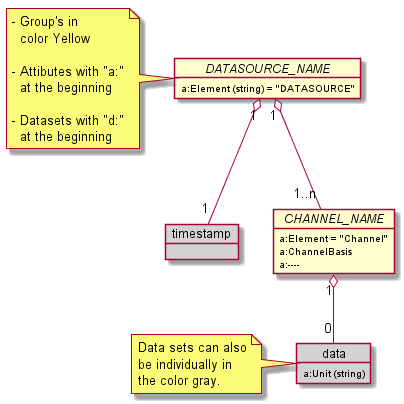 - Group's in
color Yellow
- Attibutes with "a:"
at the beginning
- Datasets with "d:"
at the beginning
DATASOURCE_NAME
a:Element (string) = "DATASOURCE"
1
1
1
1..n
timestamp
CHANNEL_NAME
a:Element = "Channel"
a:ChannelBasis
a:----
1
0
Data sets can also
be individually in
the color gray.
data
a:Unit (string)